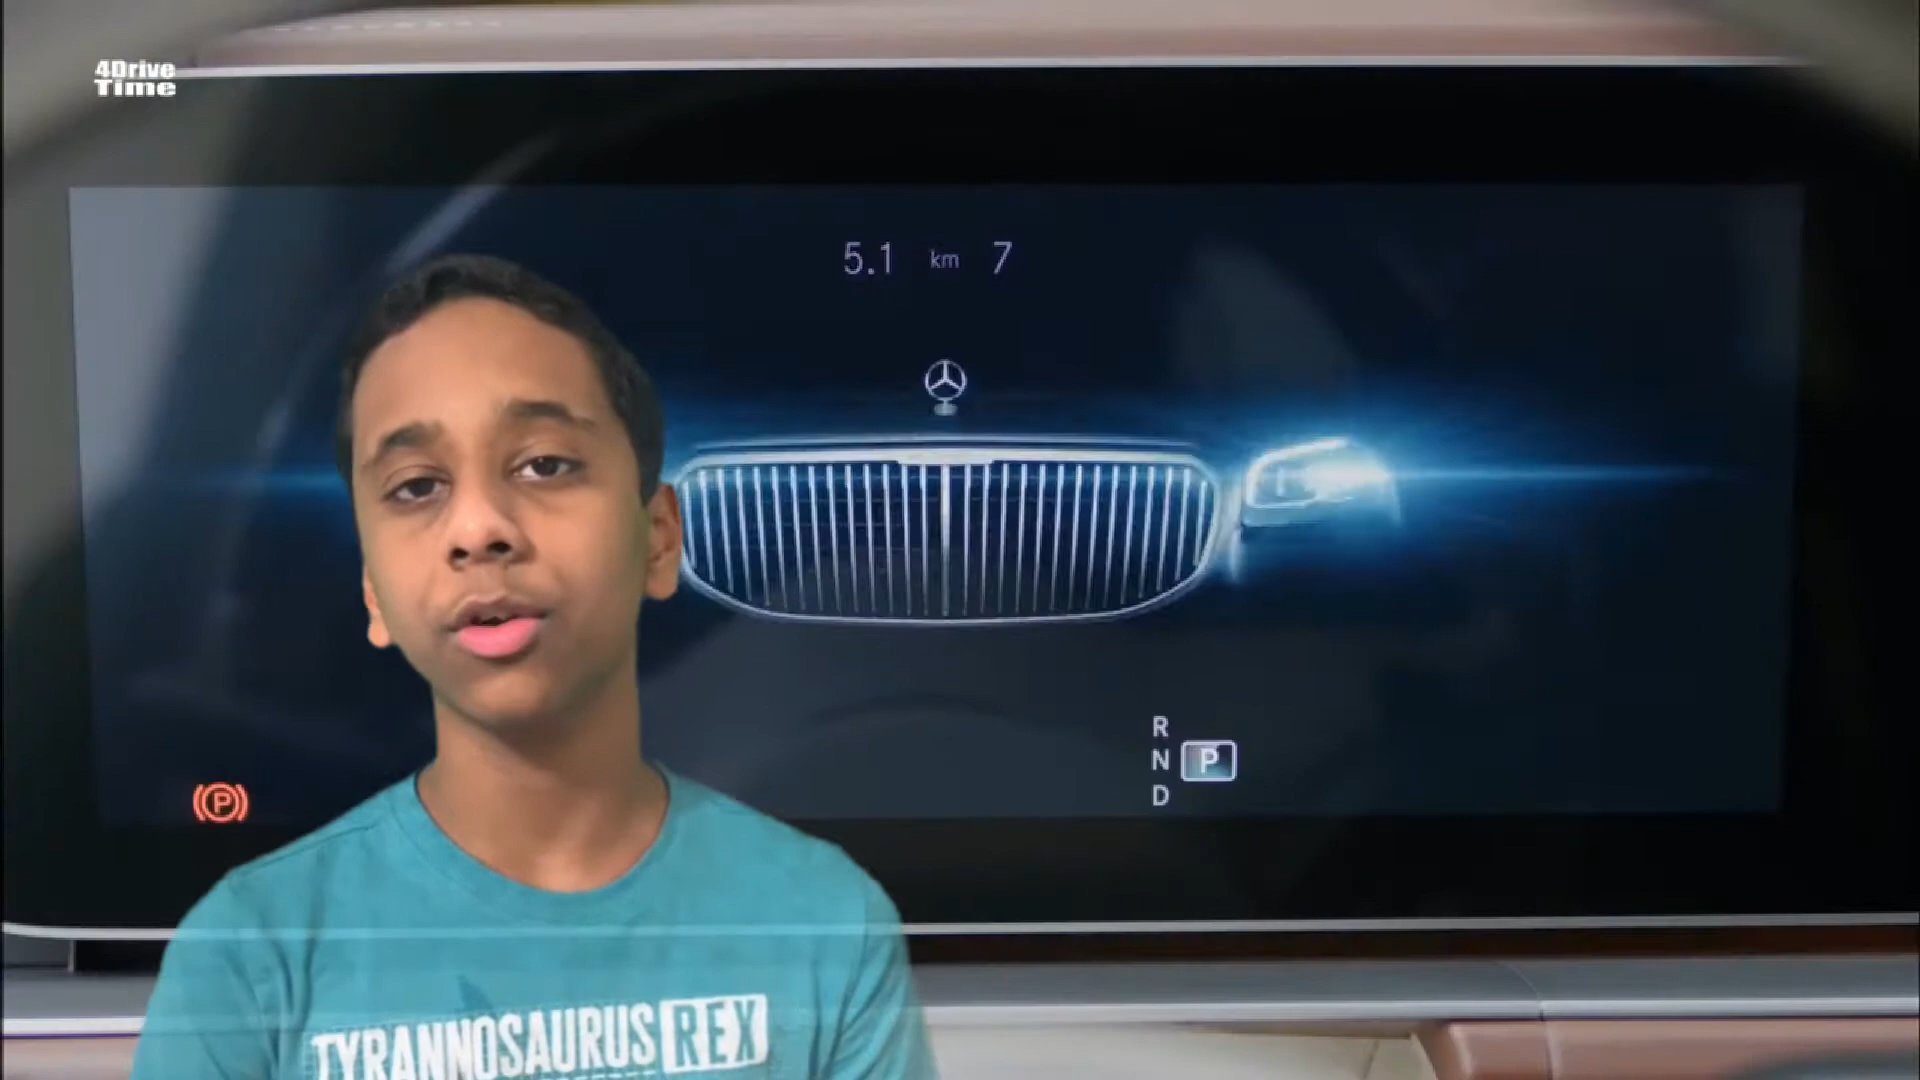 4Drive
Time
5.1 km 7
R
N P
D
P
TYRANNOSAURUS REX